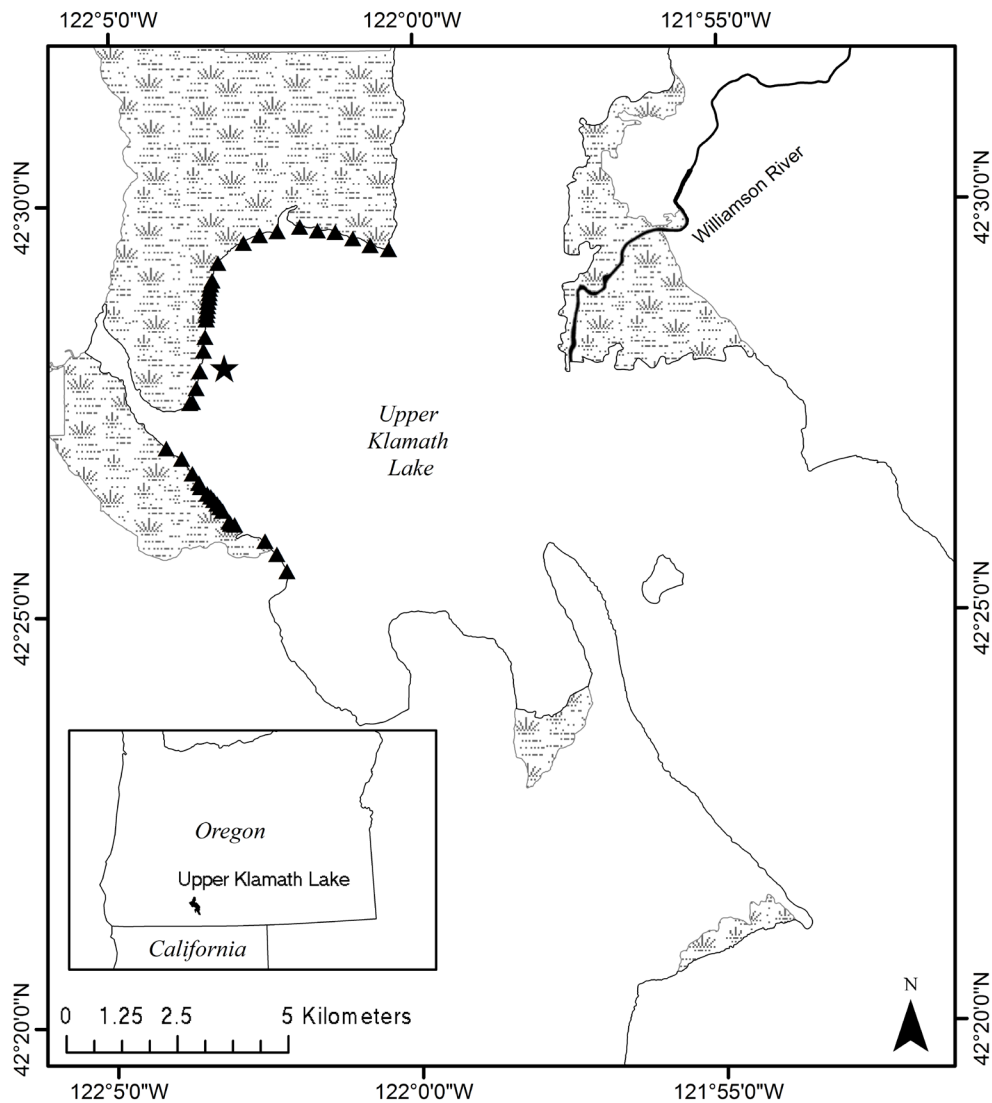 122°5'0"W
122°0'0"W
121°55'0"W
42°30'0"N
42°30'0"N
Williamson River
Upper
Klamath
Lake
42°25'0"N
42°25'0"N
Oregon
Upper Klamath Lake
California
0 1.25 2.5 5 Kilometers
N
42°20'0"N
42°20'0"N
122°5'0"W
122°0'0"W
121°55'0"W